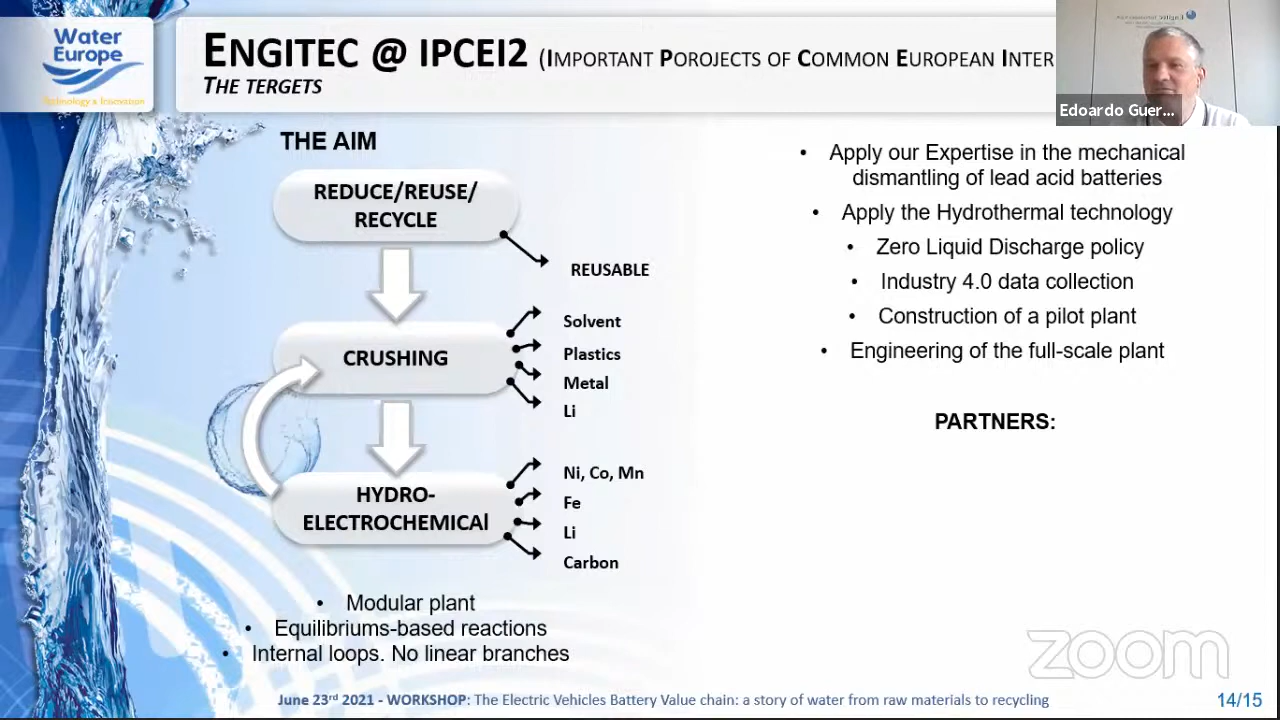 Water
Europe
Technology & Innovation
ENGITEC @ IPCEI2 (IMPORTANT POROJECTS OF COMMON EUROPEAN INTER
THE TERGETS
Edoardo Guer...
THE AIM
REDUCE/REUSE/
RECYCLE
REUSABLE
CRUSHING
Solvent
Plastics
Metal
Li
HYDRO-
ELECTROCHEMICAl
Ni, Co, Mn
Fe
Li
Carbon
• Modular plant
• Equilibriums-based reactions
• Internal loops. No linear branches
• Apply our Expertise in the mechanical
dismantling of lead acid batteries
• Apply the Hydrothermal technology
• Zero Liquid Discharge policy
• Industry 4.0 data collection
• Construction of a pilot plant
• Engineering of the full-scale plant
PARTNERS:
zoom
June 23rd 2021 - WORKSHOP: The Electric Vehicles Battery Value chain: a story of water from raw materials to recycling
14/15